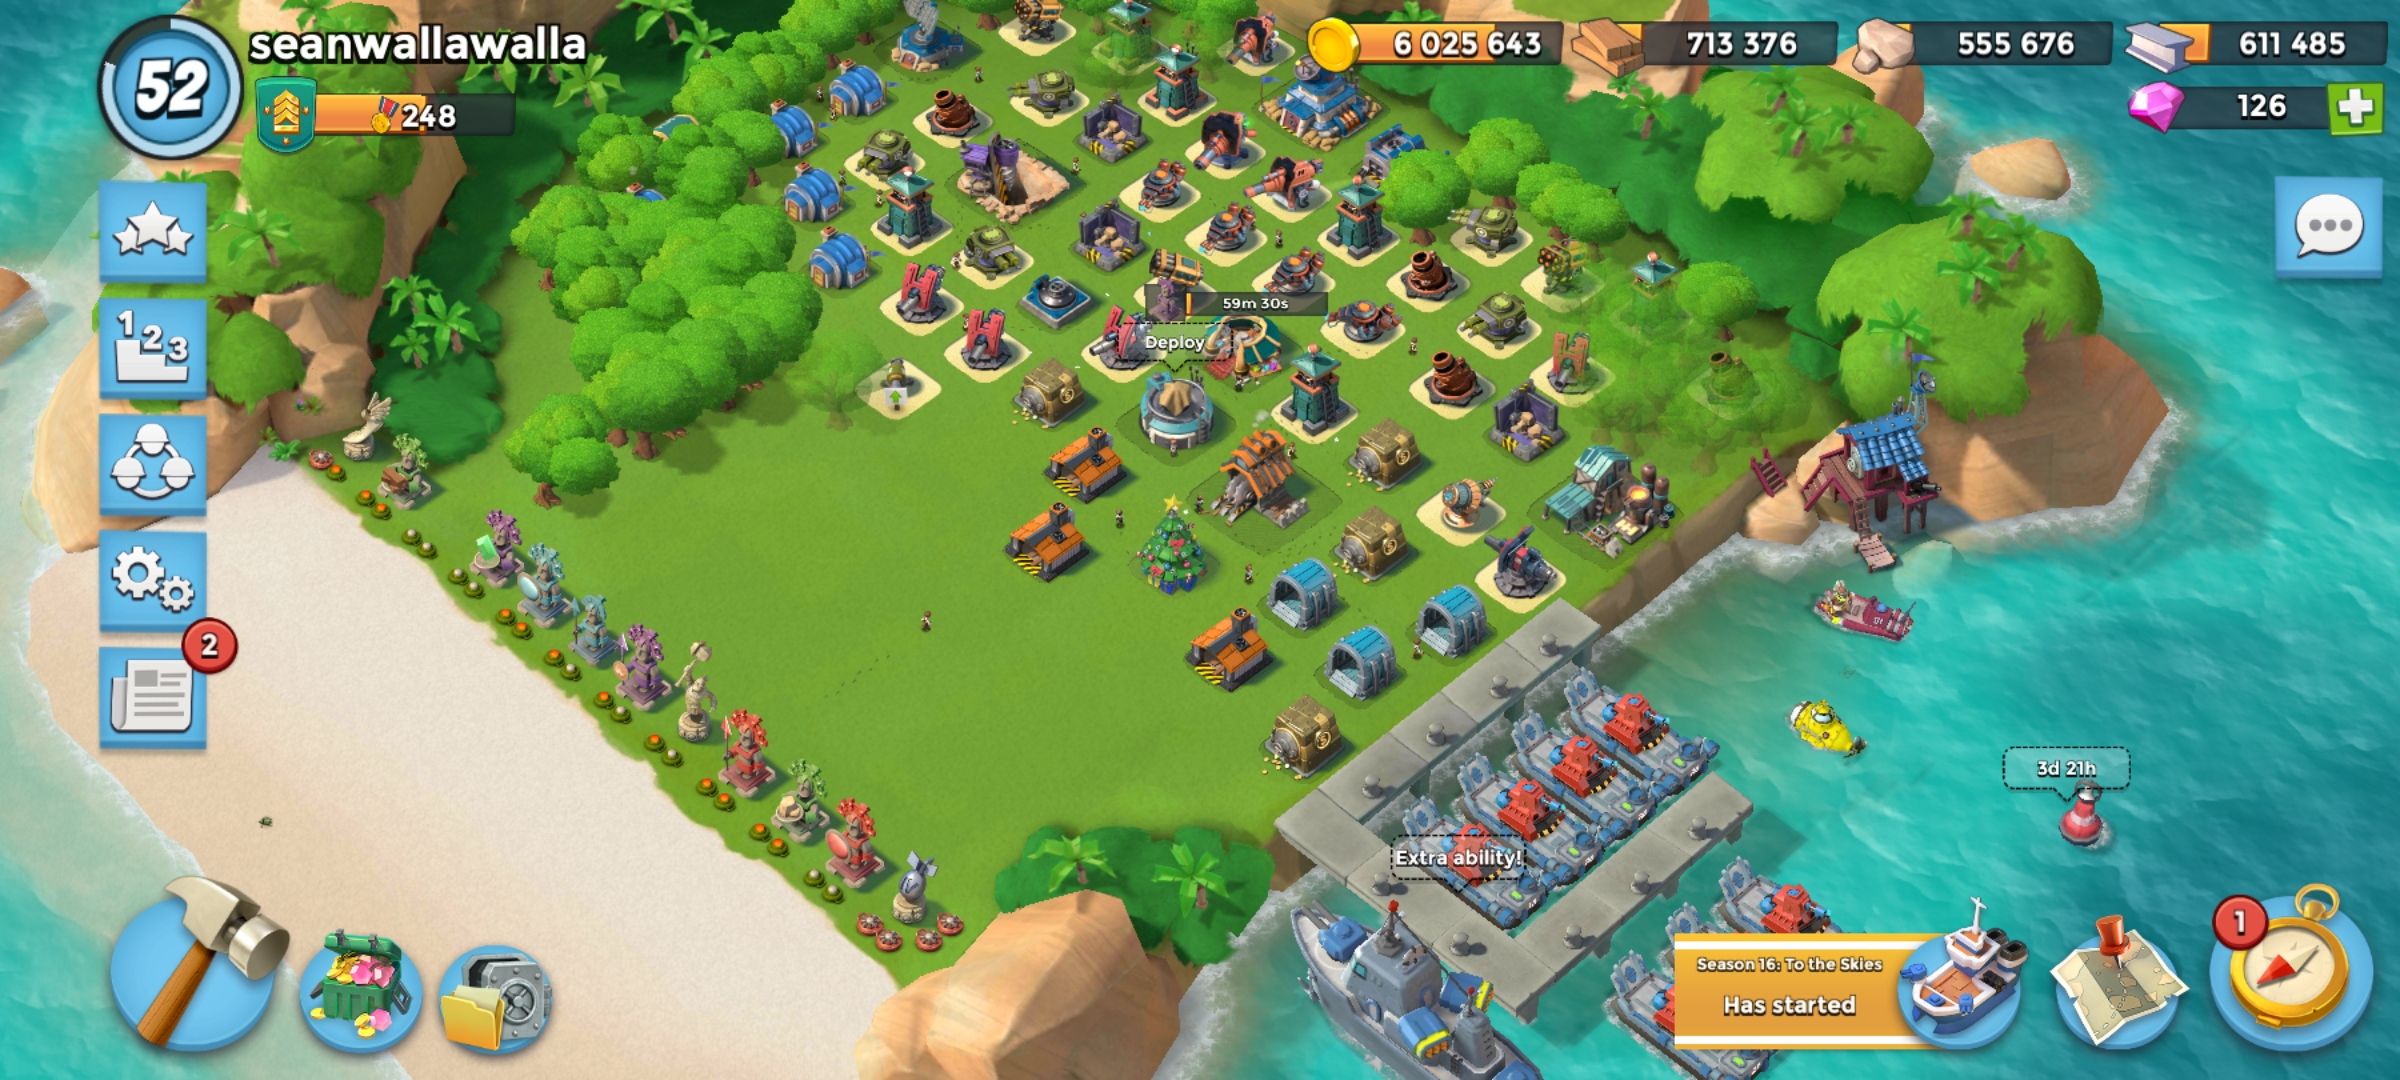 52
seanwallawalla
248
6 025 643
713 376
555 676
611 485
126
1 2 3
59m 30s
Deploy
2
3d 21h
Extra ability!
1
Season 16: To the Skies
Has started